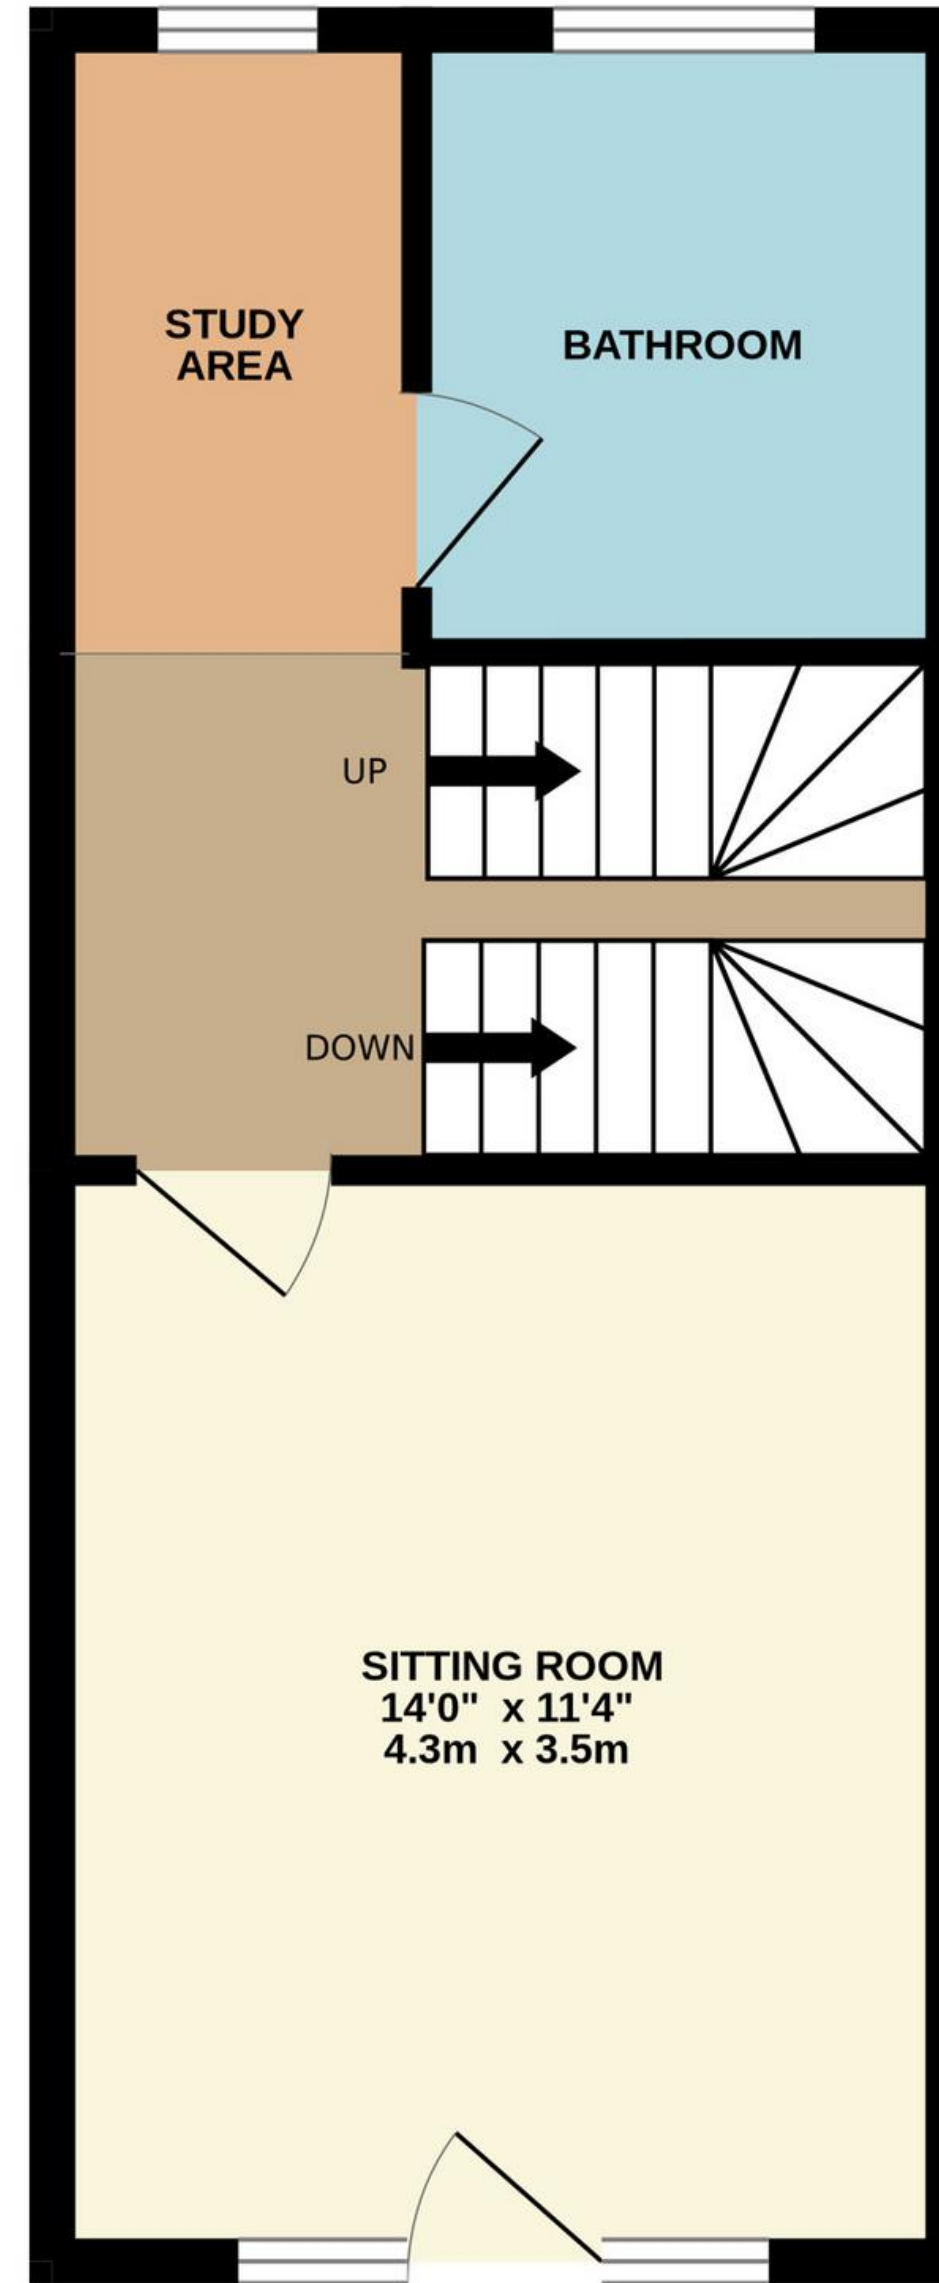 STUDY
AREA
BATHROOM
UP
DOWN
SITTING ROOM
14'0" x 11'4"
4.3m x 3.5m